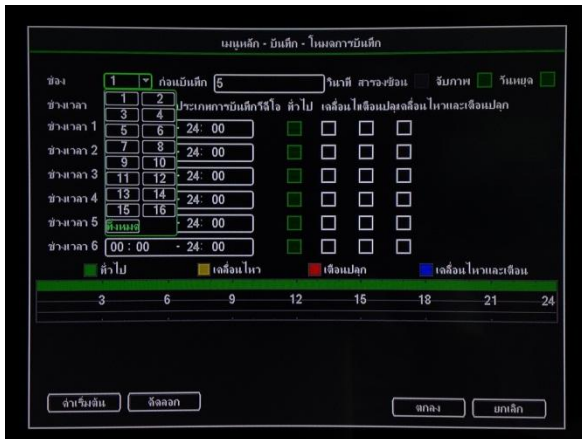 เมนูหลัก - บันทึก - โหมดการบันทึก
ช่อง 1 ก่อนบันทึก 5 วินาที สารองซ้อน จับภาพ วันหยุด
ช่วงเวลา 1 2 ประเภทการบันทึกวีดีโอ ทั่วไป เคลื่อนไหเตือนปลุเคลื่อนไหวและเตือนปลุก
3 4
ช่วงเวลา 1 5 6 - 24: 00
ช่วงเวลา 2 7 8 - 24: 00
9 10
ช่วงเวลา 3 11 12 - 24: 00
ช่วงเวลา 4 13 14 - 24: 00
15 16
ช่วงเวลา 5 ทั้งหมด - 24: 00
ช่วงเวลา 6 00 : 00 - 24: 00
ทั่วไป เคลื่อนไหว เตือนปลุก เคลื่อนไหวและเตือน
3 6 9 12 15 18 21 24
ค่าเริ่มต้น คัดลอก ตกลง ยกเลิก